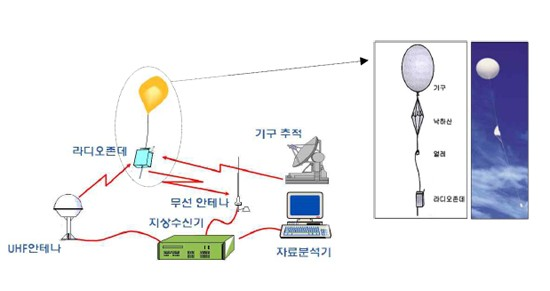 라디오존데
기구 추적
무선 안테나
지상수신기
UHF안테나
자료분석기
기구
낙하산
얼레
라디오존데